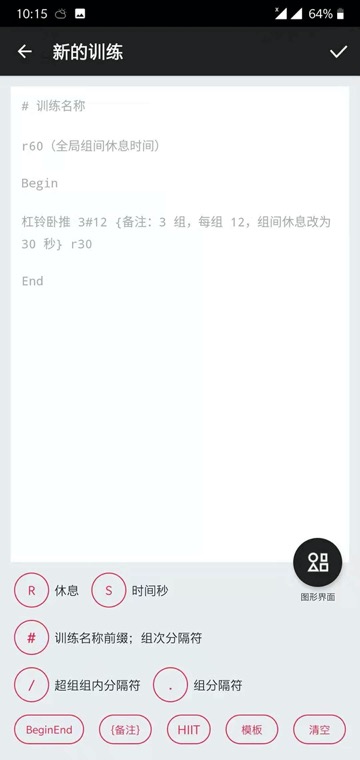 10:15
64%
新的训练
# 训练名称
r60（全局组间休息时间）
Begin
杠铃卧推 3#12 {备注：3 组，每组 12，组间休息改为
30 秒} r30
End
图形界面
R 休息 S 时间秒
# 训练名称前缀；组次分隔符
/ 超组组内分隔符 . 组分隔符
BeginEnd {备注} HIIT 模板 清空